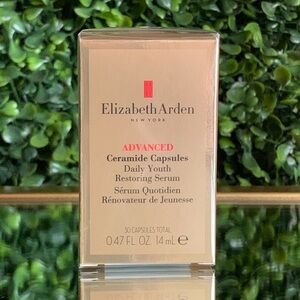 Elizabeth Arden
NEW YORK
ADVANCED
Ceramide Capsules
Daily Youth
Restoring Serum
Sérum Quotidien
Rénovateur de Jeunesse
30 CAPSULES TOTAL
0.47 FL OZ 14 mL ℮